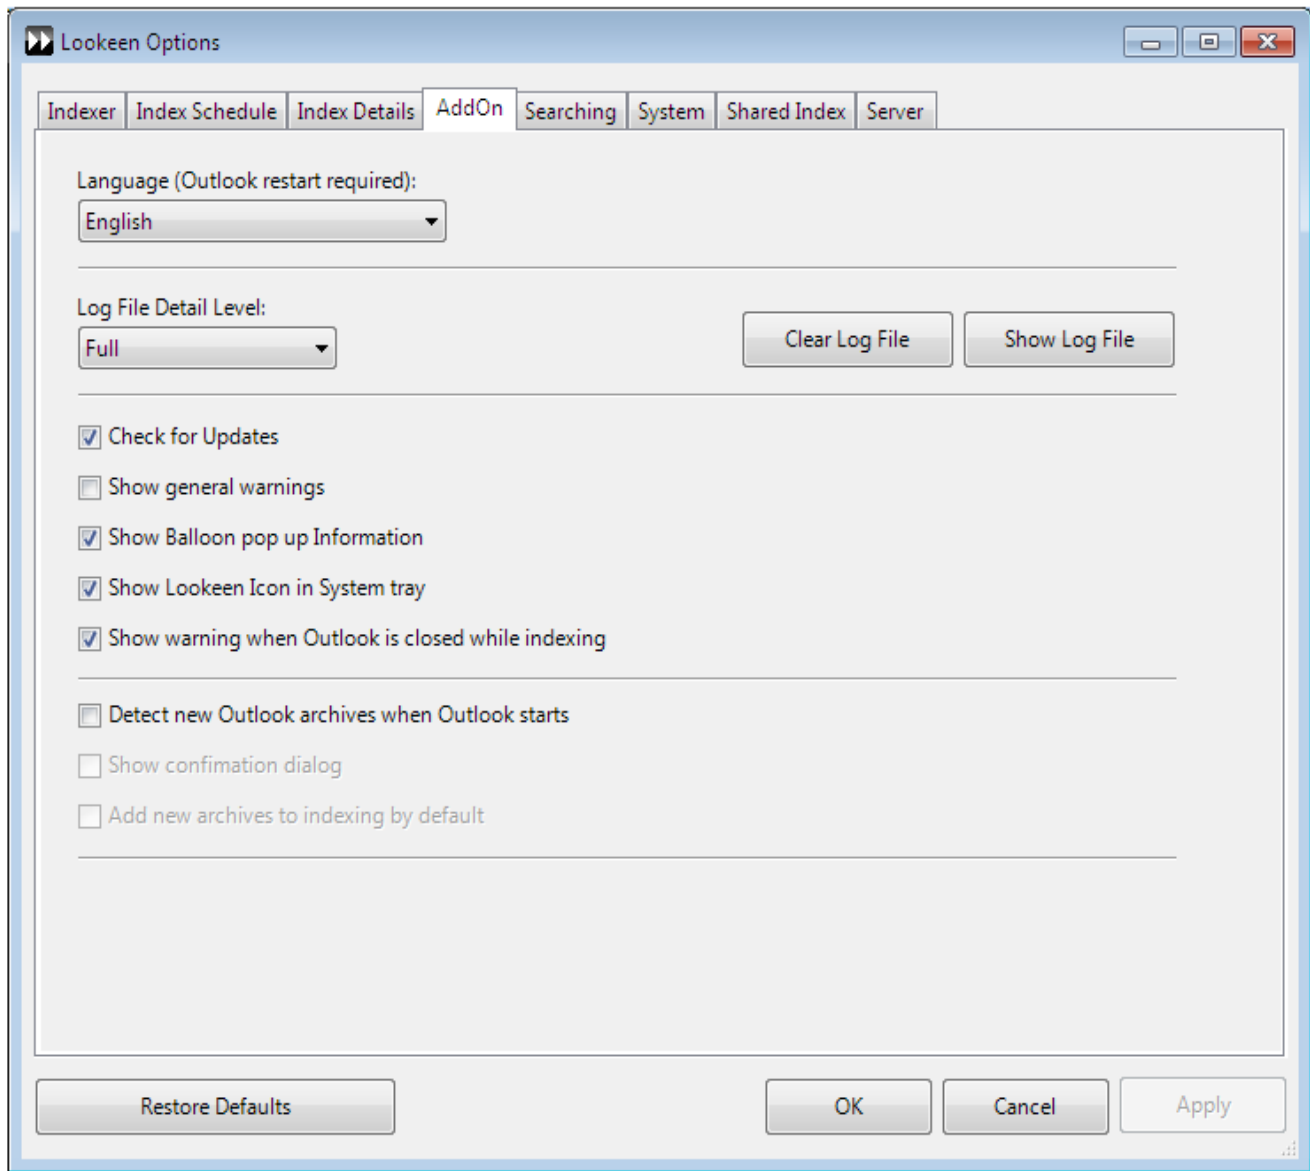 Lookeen Options
Indexer Index Schedule Index Details AddOn Searching System Shared Index Server
Language (Outlook restart required):
English
Log File Detail Level:
Full Clear Log File Show Log File
Check for Updates
Show general warnings
Show Balloon pop up Information
Show Lookeen Icon in System tray
Show warning when Outlook is closed while indexing
Detect new Outlook archives when Outlook starts
Show confimation dialog
Add new archives to indexing by default
Restore Defaults OK Cancel Apply